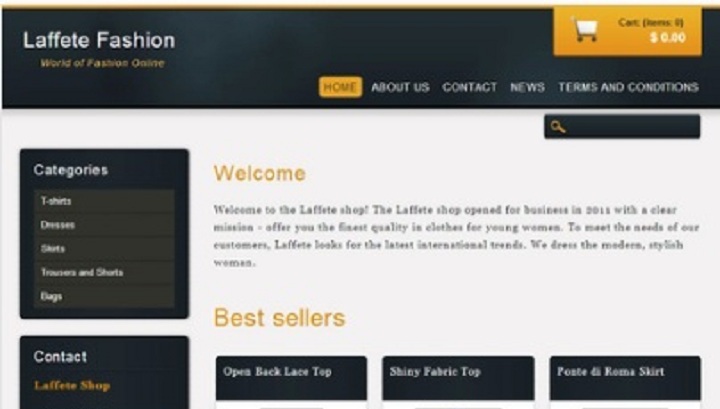 Laffete Fashion
World of Fashion Online
Cart: (items: 0)
$ 0.00
HOME ABOUT US CONTACT NEWS TERMS AND CONDITIONS
Categories
T-shirts
Dresses
Skirts
Trousers and Shorts
Bags
Contact
Laffete Shop
Welcome
Welcome to the Laffete shop! The Laffete shop opened for business in 2011 with a clear
mission - offer you the finest quality in clothes for young women. To meet the needs of our
customers, Laffete looks for the latest international trends. We dress the modern, stylish
woman.
Best sellers
Open Back Lace Top
Shiny Fabric Top
Ponte di Roma Skirt